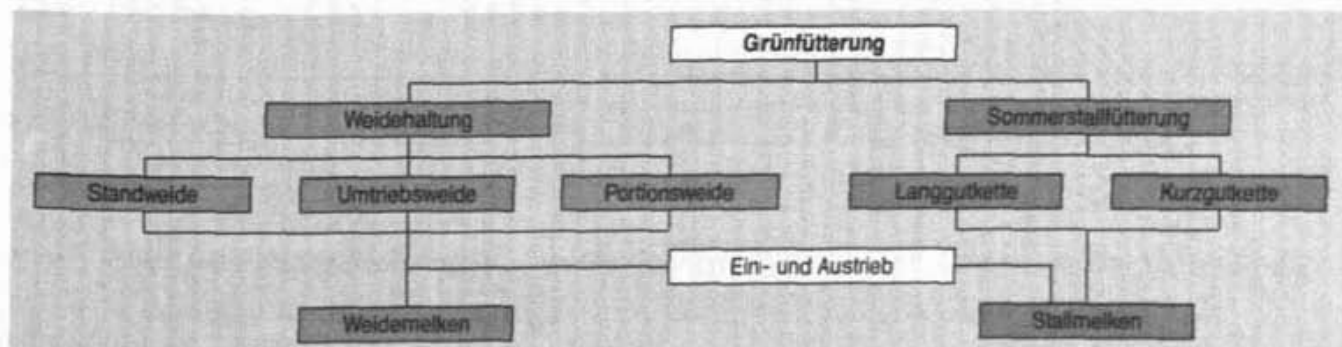 Grünfütterung
Weidehaltung Sommerstallfütterung
Standweide Umtriebsweide Portionsweide Langgutkette Kurzgutkette
Ein- und Austrieb
Weidemelken Stallmelken